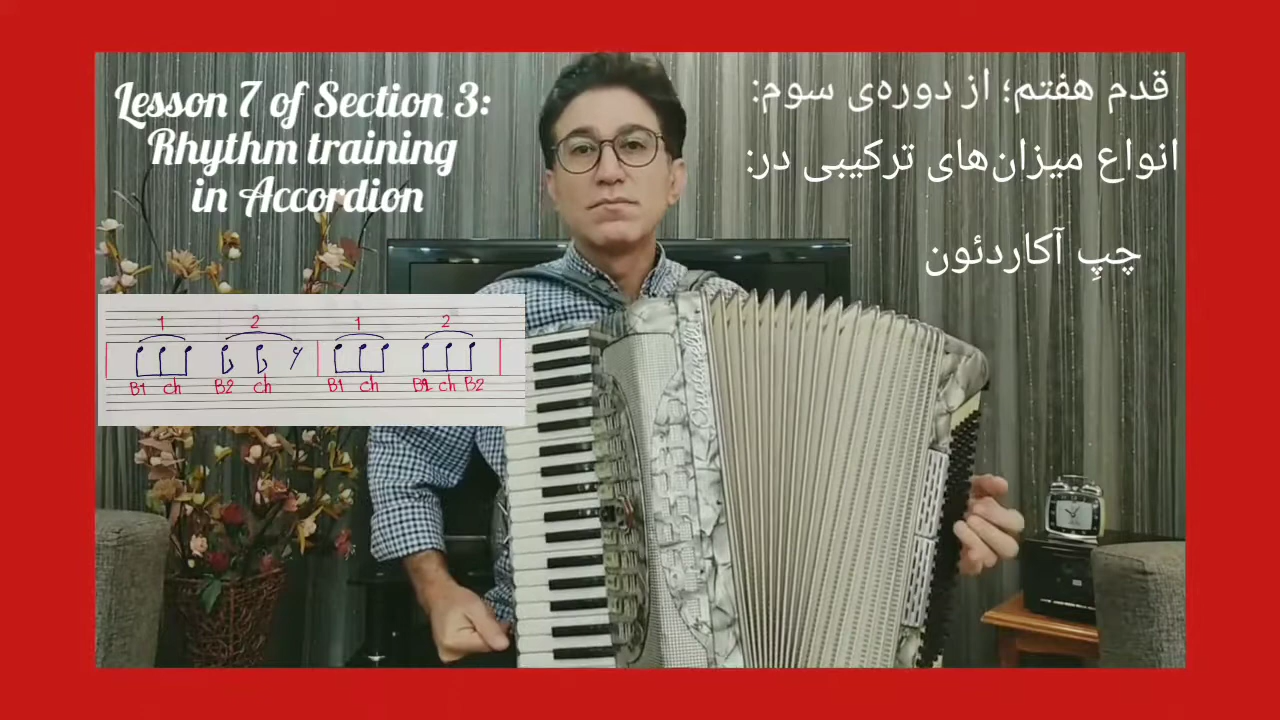 Lesson 7 of Section 3:
Rhythm training
in Accordion
قدم هفتم؛ از دوره‌ی سوم:
انواع میزان‌های ترکیبی در:
چپِ آکاردئون
1 2 1 2
B1 ch B2 ch B1 ch B1 ch B2